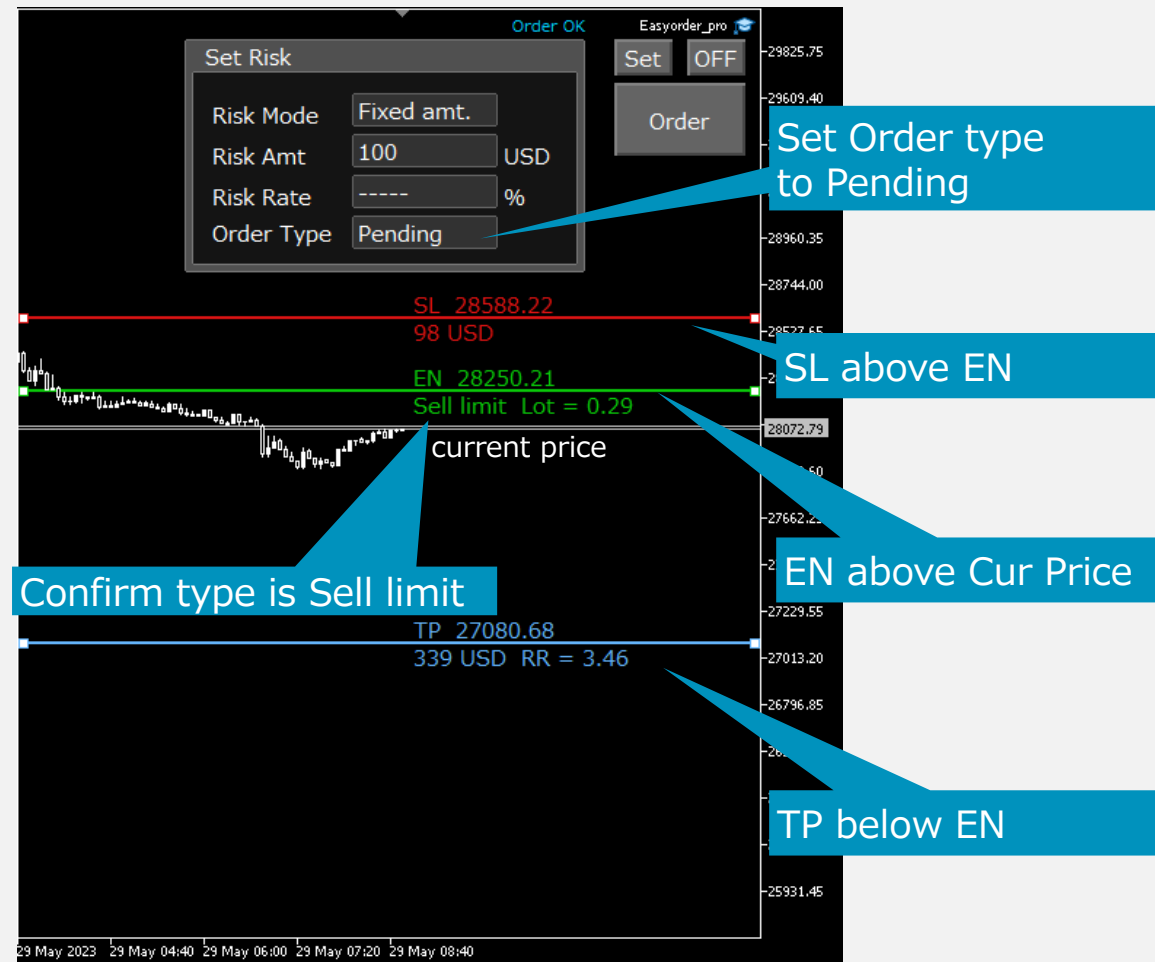 Order OK
Easyorder_pro
Set Risk
Set
OFF
29825.75
29609.40
Risk Mode
Fixed amt.
Order
Set Order type
to Pending
Risk Amt
100
USD
Risk Rate
-----
%
Order Type
Pending
28960.35
28744.00
SL 28588.22
28527.65
98 USD
SL above EN
EN 28250.21
Sell limit Lot = 0.29
28072.79
current price
27662.25
EN above Cur Price
Confirm type is Sell limit
27229.55
TP 27080.68
27013.20
339 USD RR = 3.46
26796.85
TP below EN
25931.45
29 May 2023
29 May 04:40
29 May 06:00
29 May 07:20
29 May 08:40